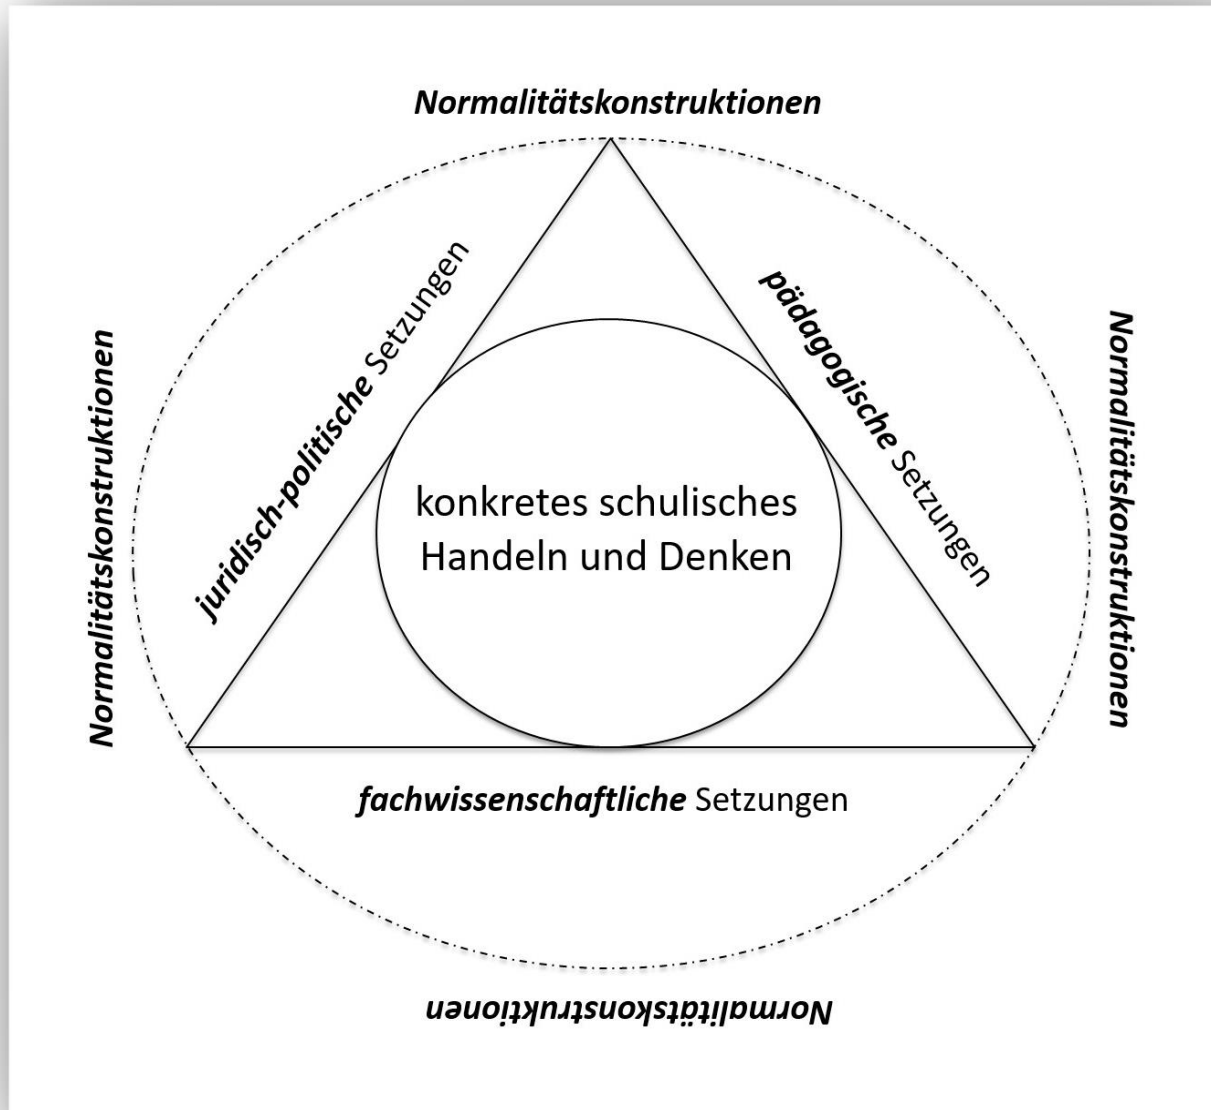 Normalitätskonstruktionen
juridisch-politische Setzungen
pädagogische Setzungen
Normalitätskonstruktionen
Normalitätskonstruktionen
konkretes schulisches
Handeln und Denken
fachwissenschaftliche Setzungen
Normalitätskonstruktionen